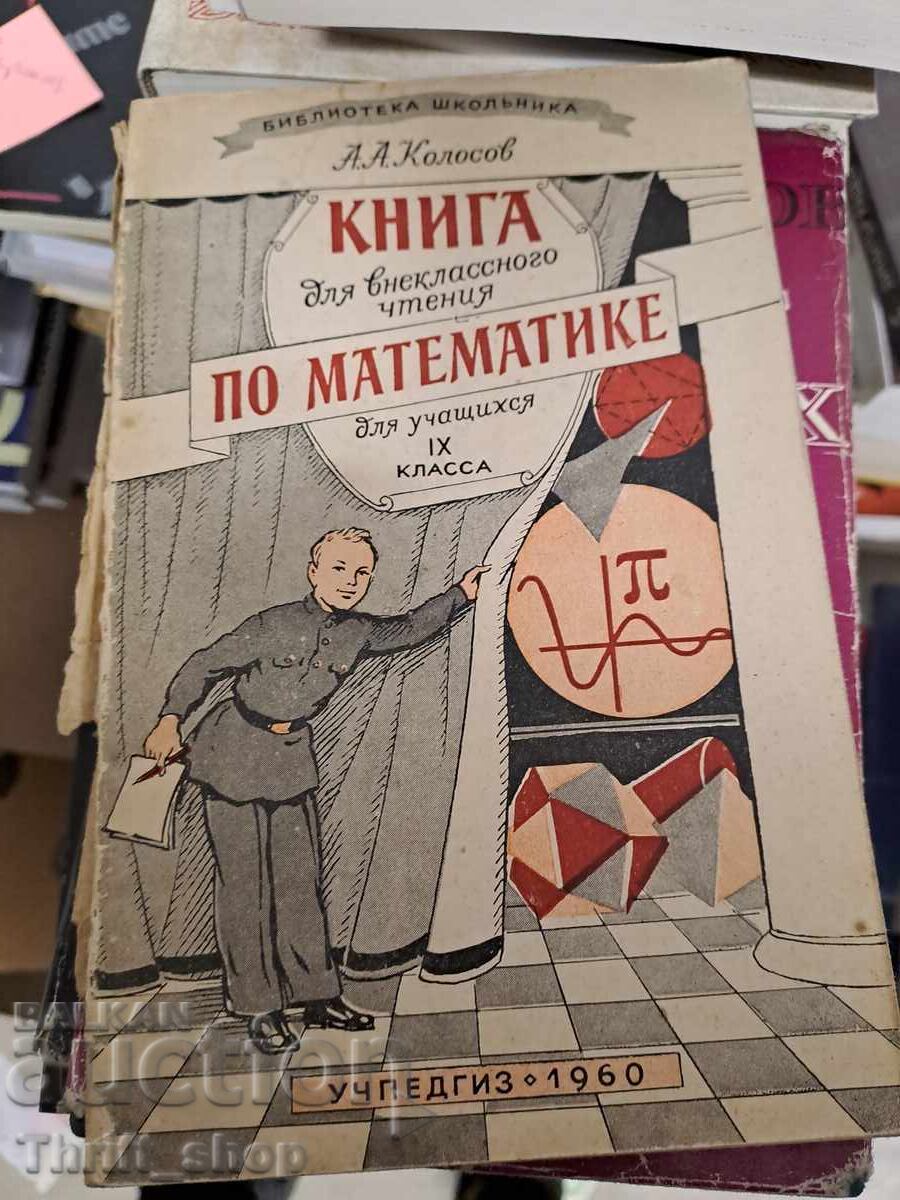 БИБЛИОТЕКА ШКОЛЬНИКА
А.А.Колосов
КНИГА
для внеклассного
чтения
ПО МАТЕМАТИКЕ
для учащихся
IX
КЛАССА
π
УЧПЕДГИЗ ⋄ 1960
BALKAN
auction
Thrift_shop